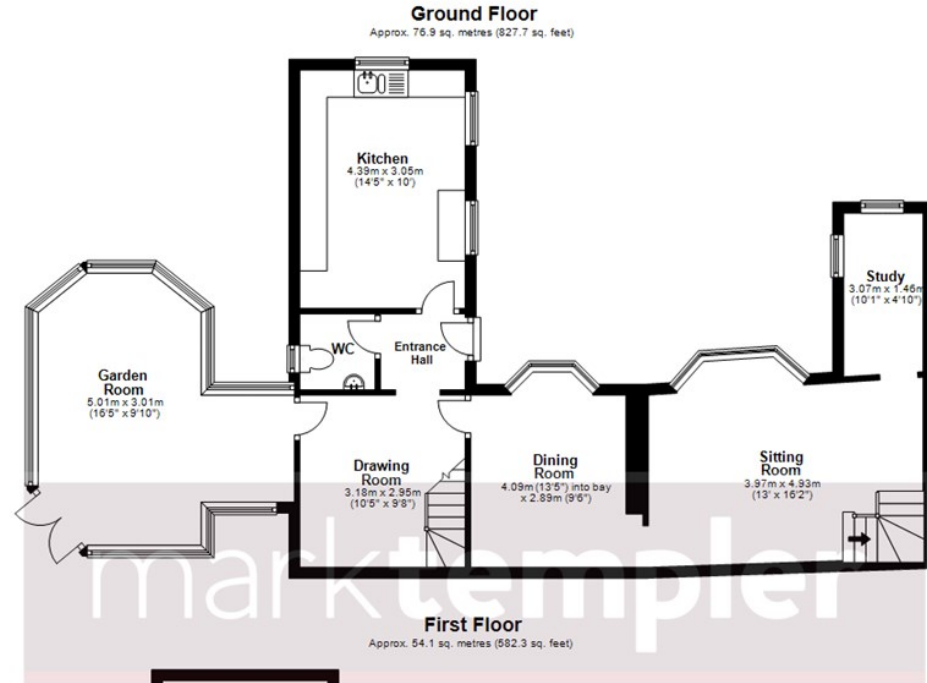 Ground Floor
Approx. 76.9 sq. metres (827.7 sq. feet)
Kitchen
4.39m x 3.05m
(14'5" x 10')
Study
3.07m x 1.46m
(10'1" x 4'10")
WC
Entrance
Hall
Garden
Room
5.01m x 3.01m
(16'5" x 9'10")
Drawing
Room
3.18m x 2.95m
(10'5" x 9'8")
Dining
Room
4.09m (13'5") into bay
x 2.89m (9'6")
Sitting
Room
3.97m x 4.93m
(13' x 16'2")
marktempler
First Floor
Approx. 54.1 sq. metres (582.3 sq. feet)